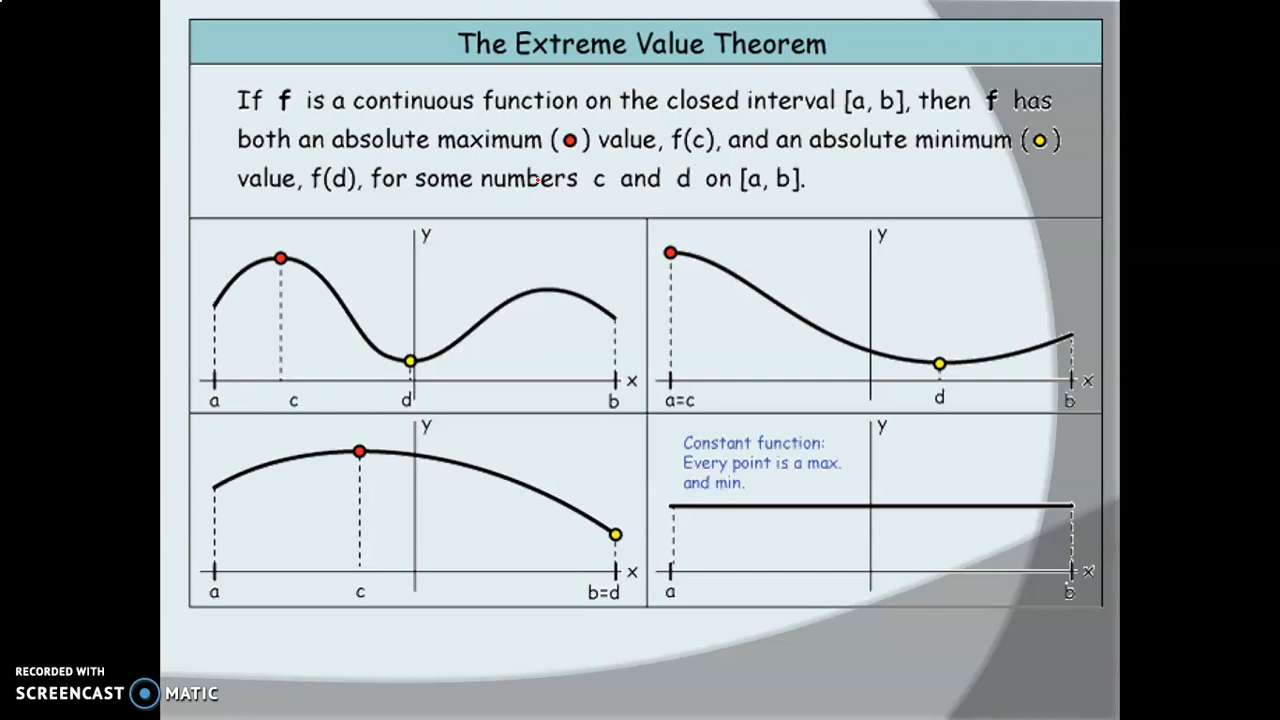 The Extreme Value Theorem
If f is a continuous function on the closed interval [a, b], then f has
both an absolute maximum ( ) value, f(c), and an absolute minimum ( )
value, f(d), for some numbers c and d on [a, b].
y
x
a c d b
y
x
a=c d b
y
x
a c b=d
y
Constant function:
Every point is a max.
and min.
x
a b
RECORDED WITH
SCREENCAST MATIC